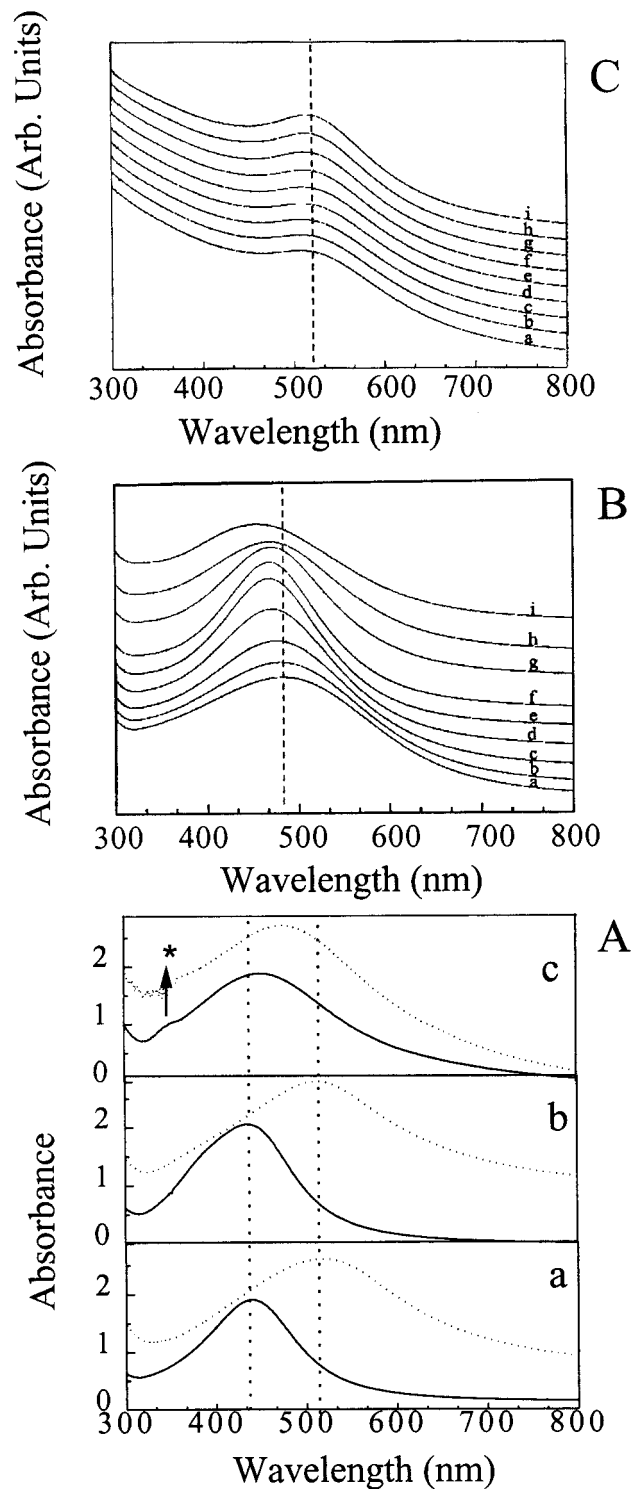 C
Absorbance (Arb. Units)
i
h
g
f
e
d
c
b
a
300 400 500 600 700 800
Wavelength (nm)
B
Absorbance (Arb. Units)
i
h
g
f
e
d
c
b
a
300 400 500 600 700 800
Wavelength (nm)
A
Absorbance
*
c
2
1
0
b
2
1
0
a
2
1
0
300 400 500 600 700 800
Wavelength (nm)